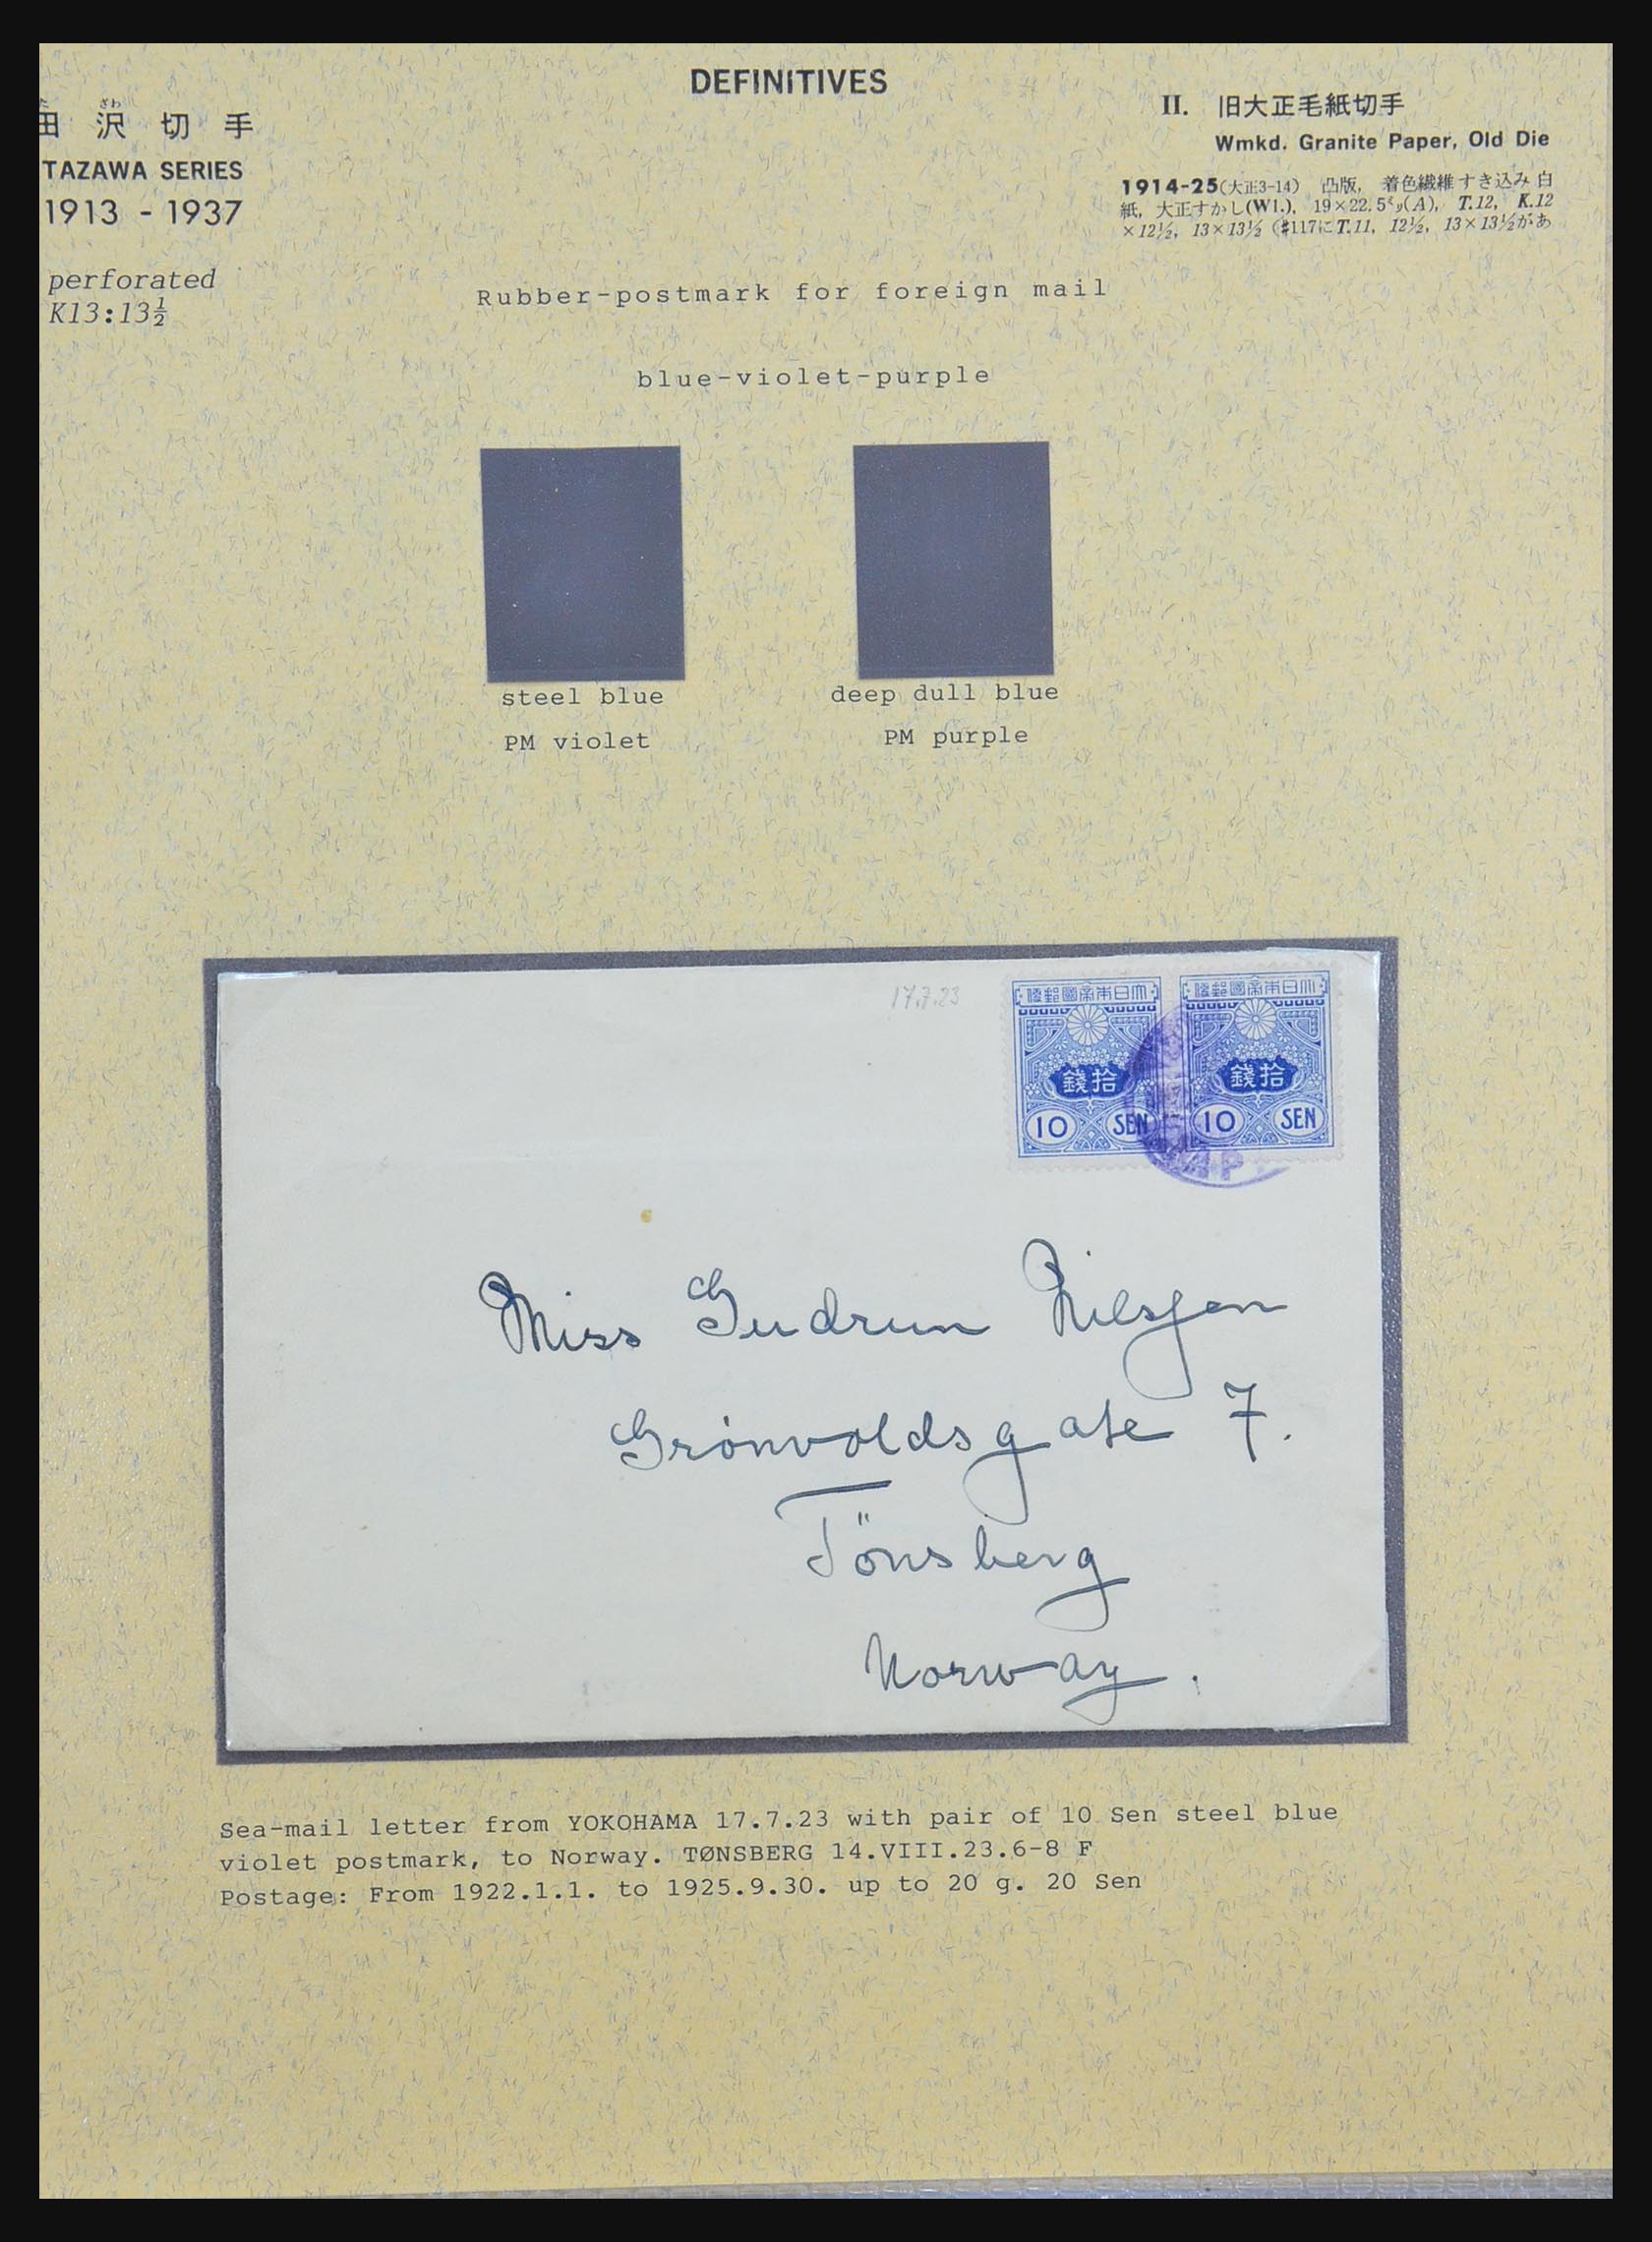 DEFINITIVES
たざわ
田沢切手
TAZAWA SERIES
1913 - 1937
perforated
K13:13½
II. 旧大正毛紙切手
Wmkd. Granite Paper, Old Die
1914-25(大正3-14) 凸版, 着色繊維すき込み白
紙, 大正すかし(W1.), 19×22.5㍉(A), T.12, K.12
×12½, 13×13½ (#117にT.11, 12½, 13×13½があ
Rubber-postmark for foreign mail
blue-violet-purple
steel blue
PM violet
deep dull blue
PM purple
17.7.23
大日本帝國郵便
拾錢
10 SEN
大日本帝國郵便
拾錢
10 SEN
AP
Miss Gudrun Nilsen
Grönvoldsgate 7.
Tönsberg
Norway.
Sea-mail letter from YOKOHAMA 17.7.23 with pair of 10 Sen steel blue
violet postmark, to Norway. TØNSBERG 14.VIII.23.6-8 F
Postage: From 1922.1.1. to 1925.9.30. up to 20 g. 20 Sen